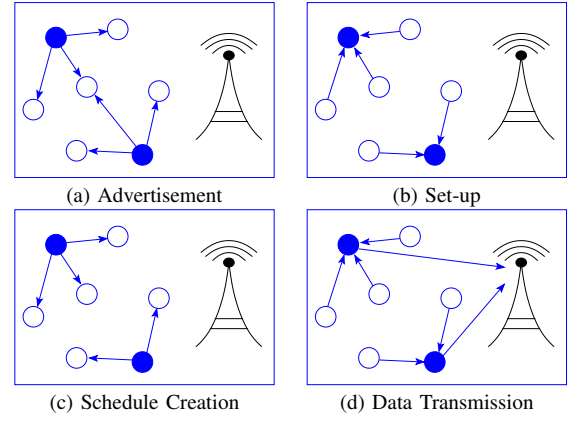 (a) Advertisement
(b) Set-up
(c) Schedule Creation
(d) Data Transmission